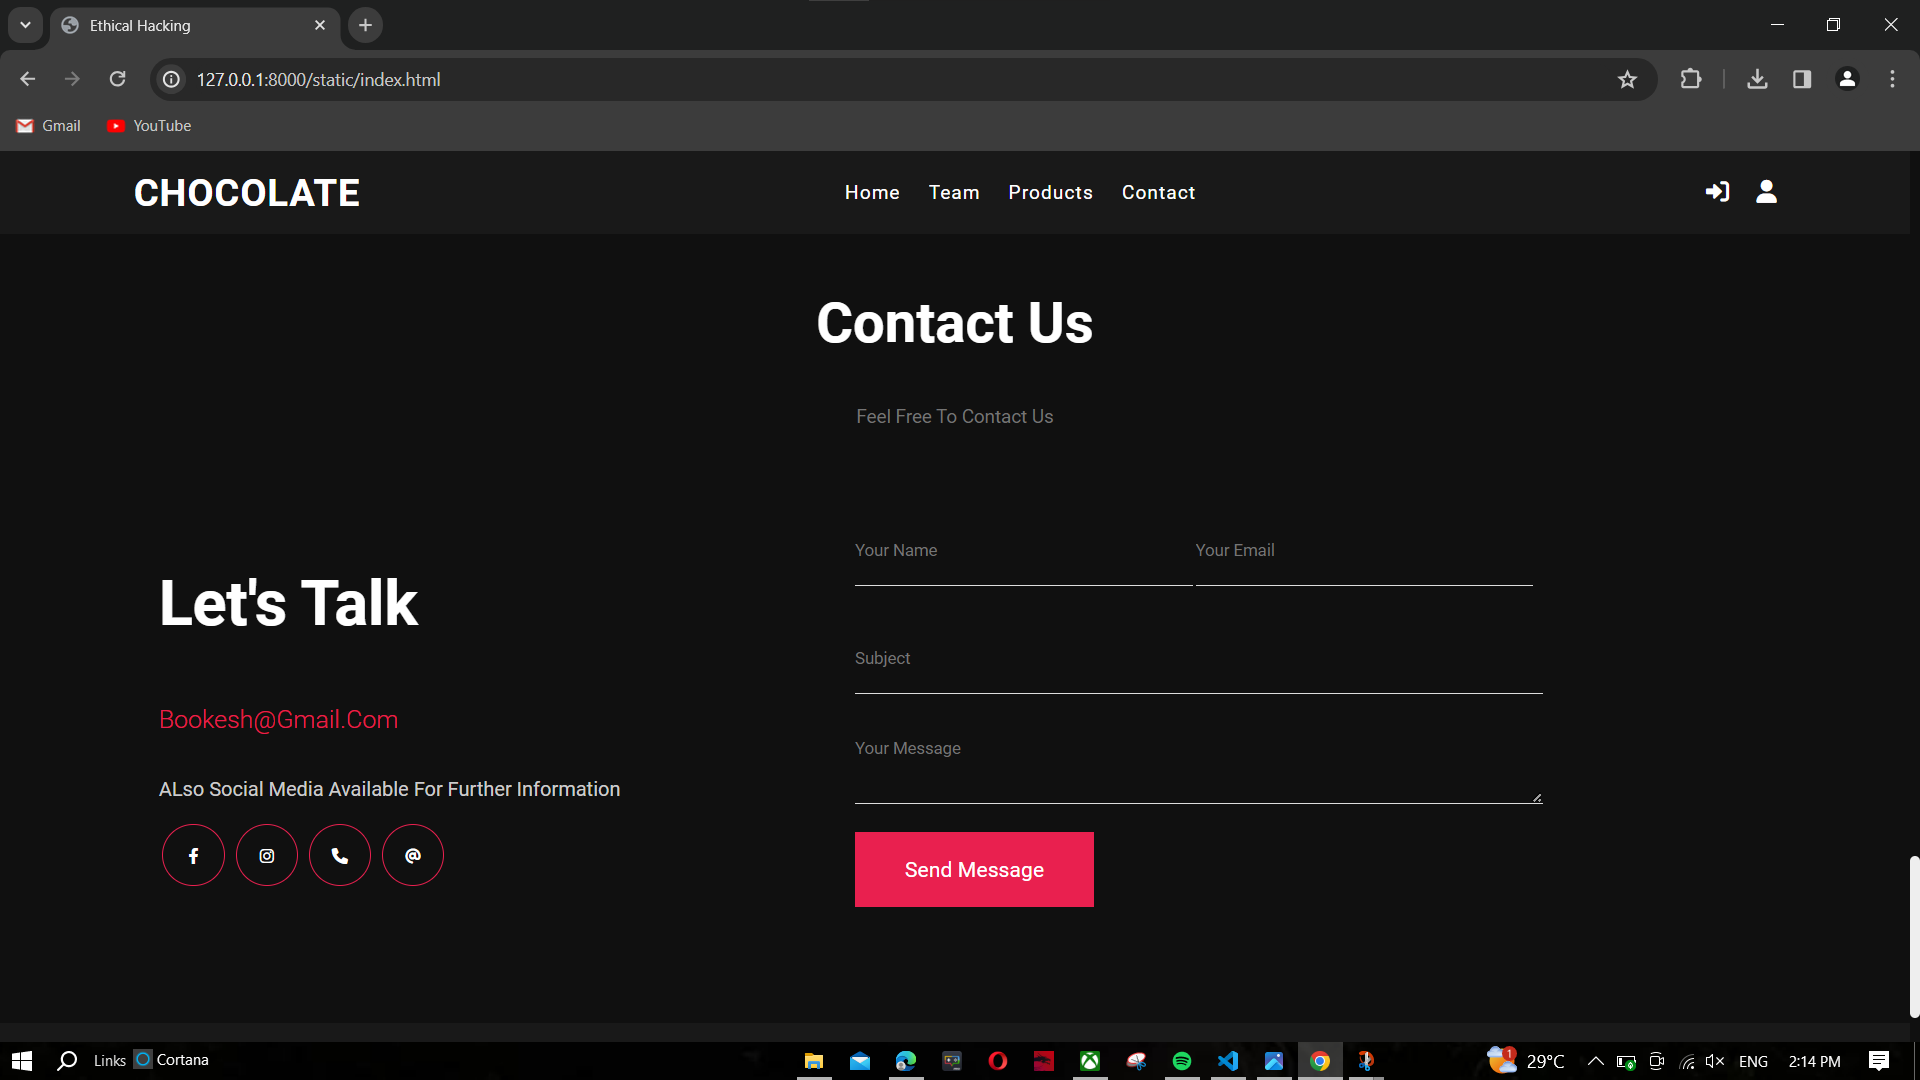 Ethical Hacking
127.0.0.1:8000/static/index.html
Gmail YouTube
CHOCOLATE Home Team Products Contact
Contact Us
Feel Free To Contact Us
Your Name Your Email
Let's Talk
Subject
Bookesh@Gmail.Com
Your Message
ALso Social Media Available For Further Information
Send Message
Links Cortana 1 29°C ENG 2:14 PM